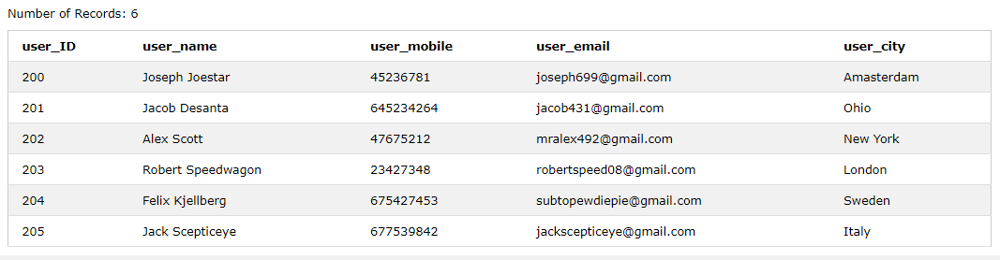 Number of Records: 6
user_ID user_name user_mobile user_email user_city
200 Joseph Joestar 45236781 joseph699@gmail.com Amasterdam
201 Jacob Desanta 645234264 jacob431@gmail.com Ohio
202 Alex Scott 47675212 mralex492@gmail.com New York
203 Robert Speedwagon 23427348 robertspeed08@gmail.com London
204 Felix Kjellberg 675427453 subtopewdiepie@gmail.com Sweden
205 Jack Scepticeye 677539842 jackscepticeye@gmail.com Italy